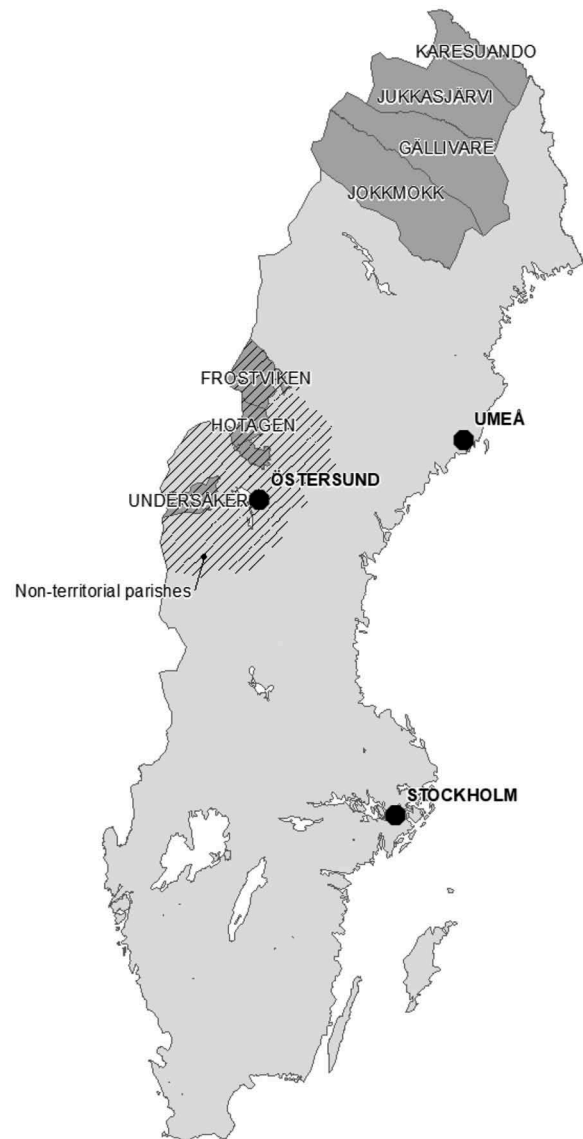 KARESUANDO
JUKKASJÄRVI
GÄLLIVARE
JOKKMOKK
FROSTVIKEN
HOTAGEN
UMEÅ
ÖSTERSUND
UNDERSÅKER
Non-territorial parishes
STOCKHOLM